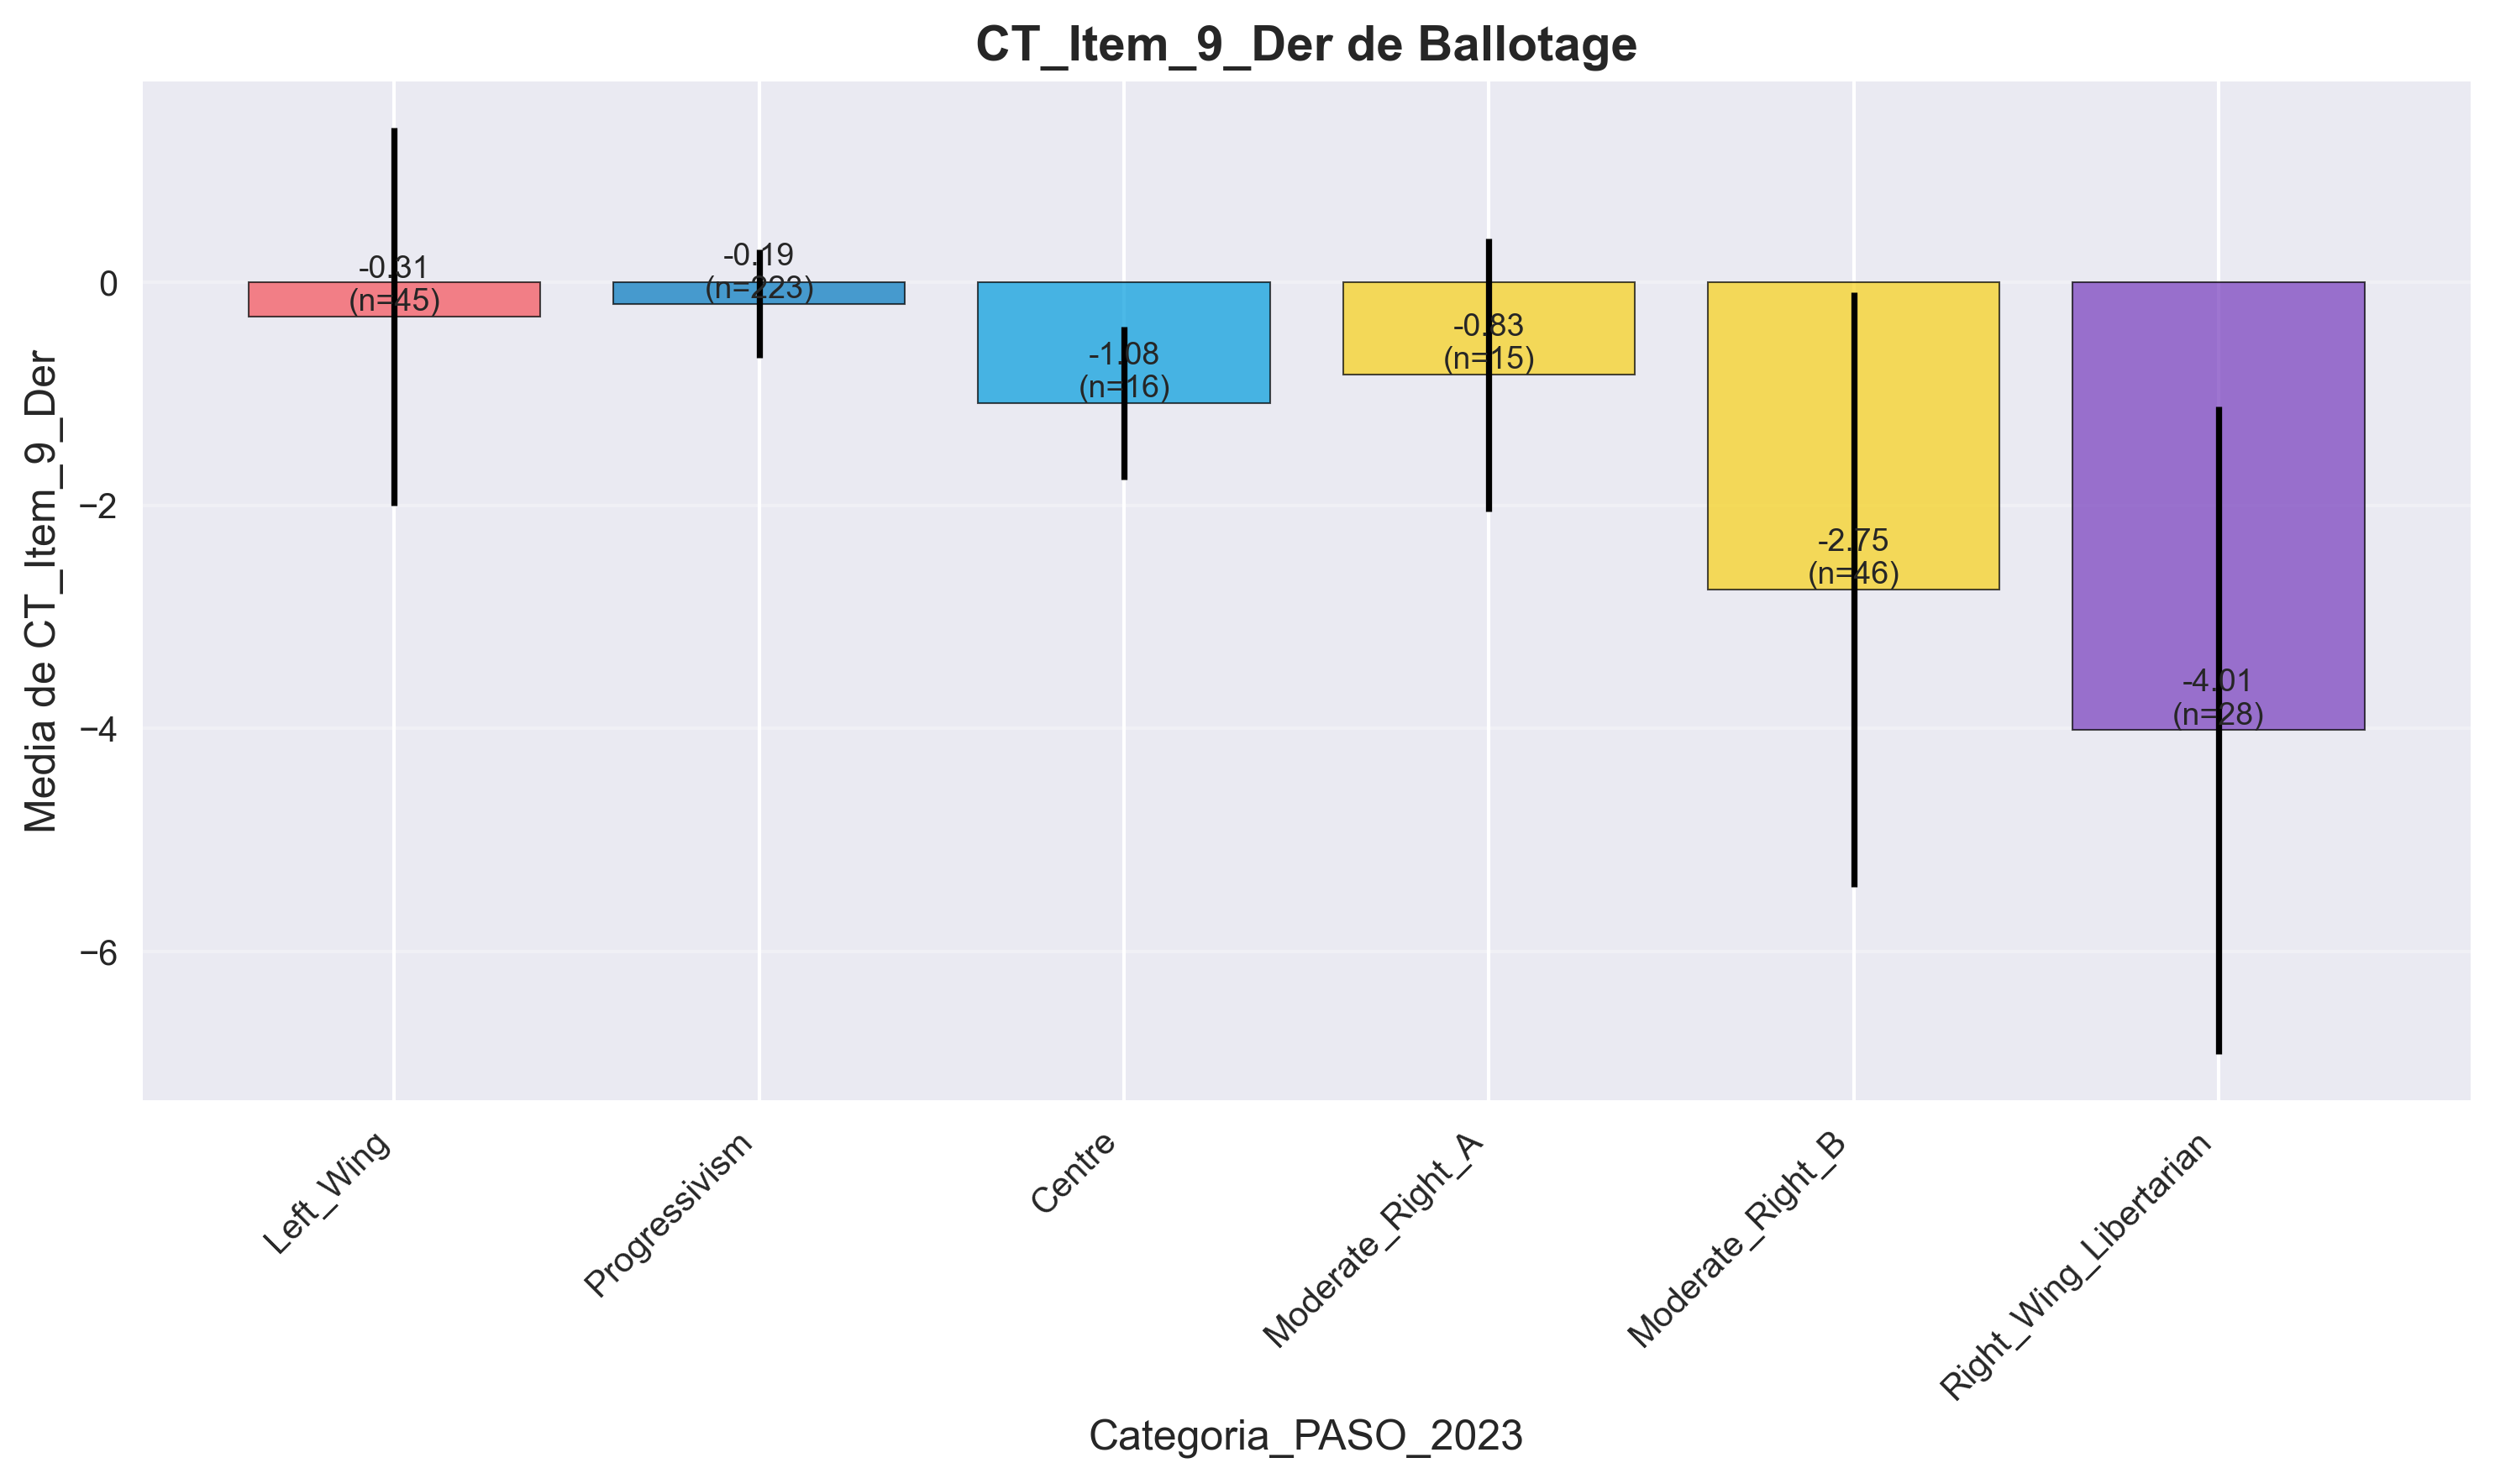 CT_Item_9_Der de Ballotage
Media de CT_Item_9_Der
0
−2
−4
−6
-0.31
(n=45)
-0.19
(n=223)
-1.08
(n=16)
-0.83
(n=15)
-2.75
(n=46)
-4.01
(n=28)
Left_Wing
Progressivism
Centre
Moderate_Right_A
Moderate_Right_B
Right_Wing_Libertarian
Categoria_PASO_2023